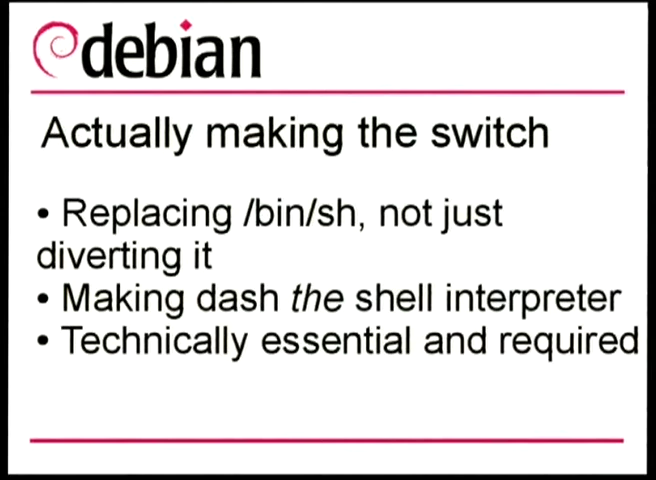 debian
Actually making the switch
• Replacing /bin/sh, not just
diverting it
• Making dash the shell interpreter
• Technically essential and required